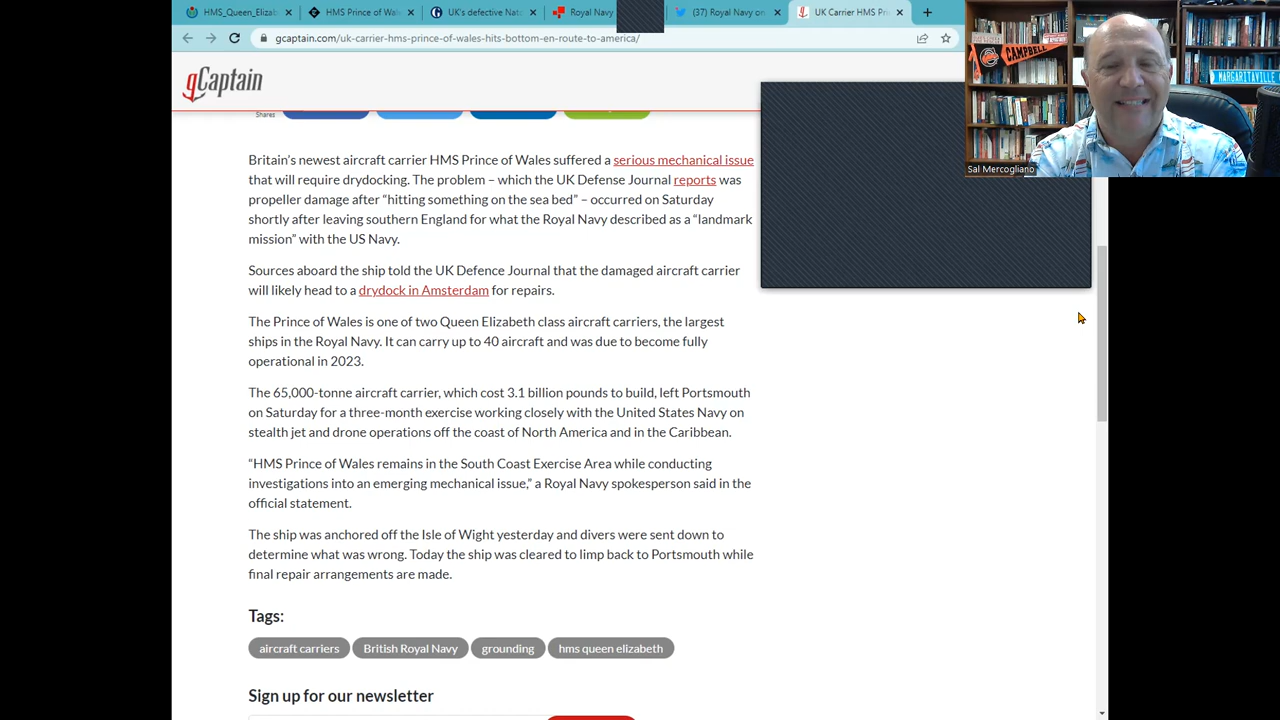 HMS_Queen_Elizab
HMS Prince of Wal
UK's defective Nat
Royal Navy
(37) Royal Navy on
UK Carrier HMS Pri
gcaptain.com/uk-carrier-hms-prince-of-wales-hits-bottom-en-route-to-america/
gCaptain
CAMPBELL
MARGARITAVILLE
Sal Mercogliano
Shares
Britain's newest aircraft carrier HMS Prince of Wales suffered a serious mechanical issue
that will require drydocking. The problem – which the UK Defense Journal reports was
propeller damage after “hitting something on the sea bed” – occurred on Saturday
shortly after leaving southern England for what the Royal Navy described as a “landmark
mission” with the US Navy.
Sources aboard the ship told the UK Defence Journal that the damaged aircraft carrier
will likely head to a drydock in Amsterdam for repairs.
The Prince of Wales is one of two Queen Elizabeth class aircraft carriers, the largest
ships in the Royal Navy. It can carry up to 40 aircraft and was due to become fully
operational in 2023.
The 65,000-tonne aircraft carrier, which cost 3.1 billion pounds to build, left Portsmouth
on Saturday for a three-month exercise working closely with the United States Navy on
stealth jet and drone operations off the coast of North America and in the Caribbean.
“HMS Prince of Wales remains in the South Coast Exercise Area while conducting
investigations into an emerging mechanical issue,” a Royal Navy spokesperson said in the
official statement.
The ship was anchored off the Isle of Wight yesterday and divers were sent down to
determine what was wrong. Today the ship was cleared to limp back to Portsmouth while
final repair arrangements are made.
Tags:
aircraft carriers
British Royal Navy
grounding
hms queen elizabeth
Sign up for our newsletter